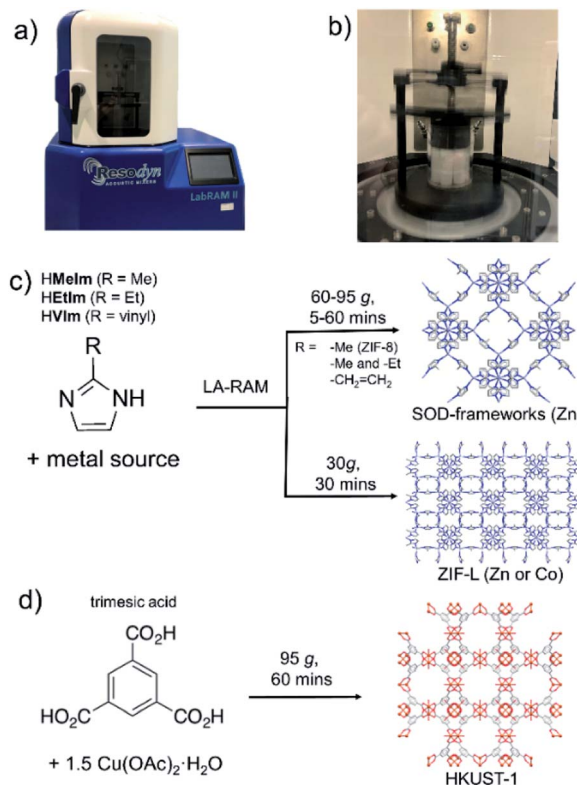 a)
b)
Resodyn
ACOUSTIC MIXERS
LabRAM II
c)
HMeIm (R = Me)
HEtIm (R = Et)
HVIm (R = vinyl)
R
N
NH
+ metal source
LA-RAM
60-95 g,
5-60 mins
R = -Me (ZIF-8)
-Me and -Et
-CH₂=CH₂
SOD-frameworks (Zn
30g,
30 mins
ZIF-L (Zn or Co)
d)
trimesic acid
CO₂H
HO₂C
CO₂H
+ 1.5 Cu(OAc)₂·H₂O
95 g,
60 mins
HKUST-1